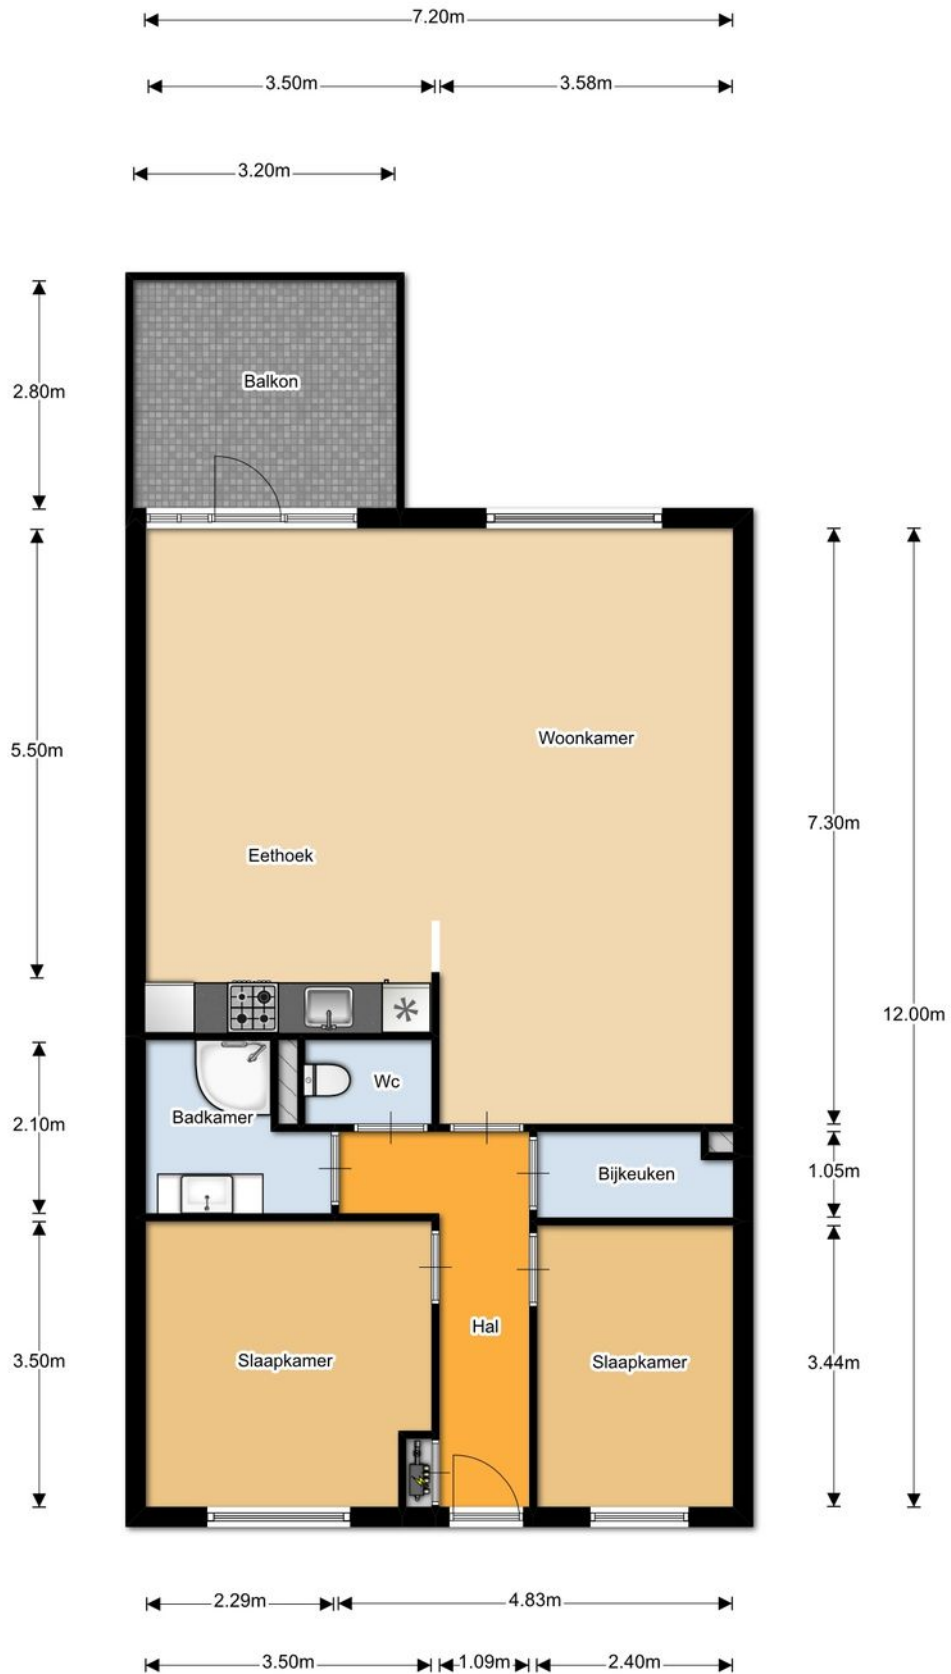 7.20m
3.50m 3.58m
3.20m
2.80m
Balkon
5.50m
Woonkamer
7.30m
Eethoek
12.00m
Wc
Badkamer
2.10m
Bijkeuken
1.05m
Hal
3.50m
Slaapkamer
Slaapkamer
3.44m
2.29m 4.83m
3.50m 1.09m 2.40m